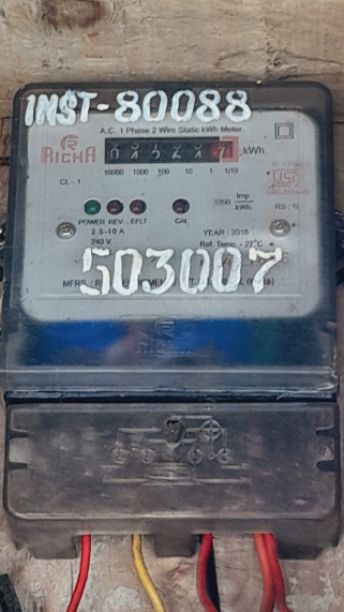 INST-80088
A.C. 1 Phase 2 Wire Static kWh Meter
RICHA
kWh
10000 1000 100 10 1 1/10
CL - 1
3200 imp/kWh
ISI
RS : 12
POWER REV EFLT CAL
2.5-10 A YEAR : 2016
240 V Ref. Temp. - 27°C
503007
MFRS :